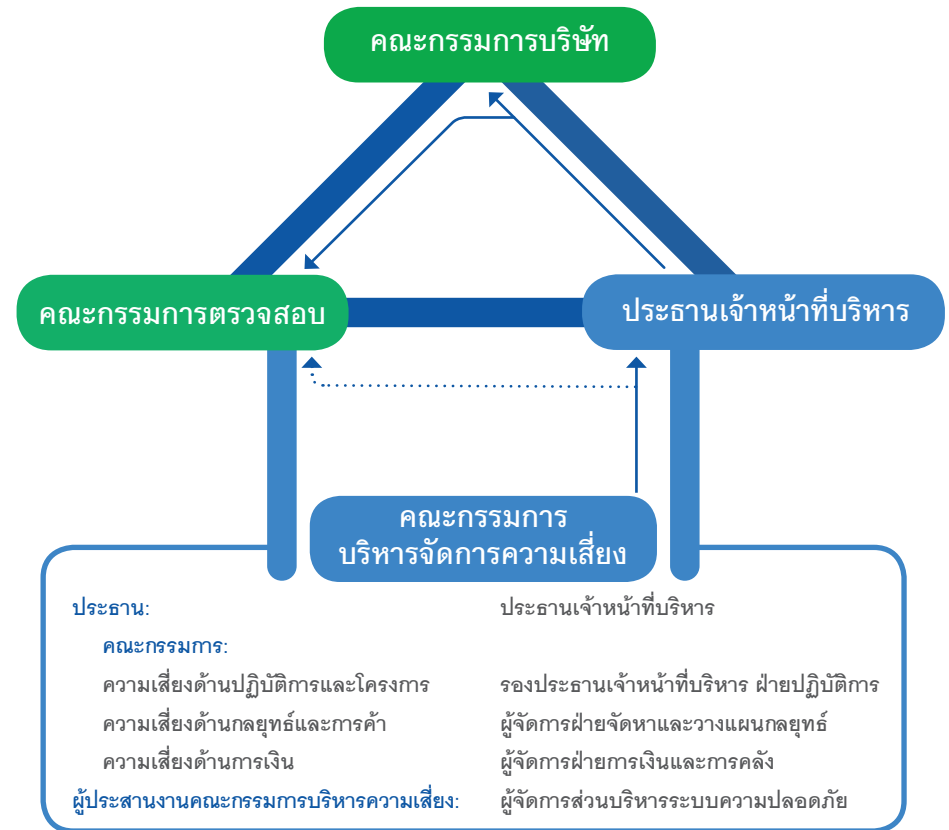 คณะกรรมการบริษัท
คณะกรรมการตรวจสอบ
ประธานเจ้าหน้าที่บริหาร
คณะกรรมการ
บริหารจัดการความเสี่ยง
ประธาน: ประธานเจ้าหน้าที่บริหาร
คณะกรรมการ:
ความเสี่ยงด้านปฏิบัติการและโครงการ รองประธานเจ้าหน้าที่บริหาร ฝ่ายปฏิบัติการ
ความเสี่ยงด้านกลยุทธ์และการค้า ผู้จัดการฝ่ายจัดหาและวางแผนกลยุทธ์
ความเสี่ยงด้านการเงิน ผู้จัดการฝ่ายการเงินและการคลัง
ผู้ประสานงานคณะกรรมการบริหารความเสี่ยง: ผู้จัดการส่วนบริหารระบบความปลอดภัย